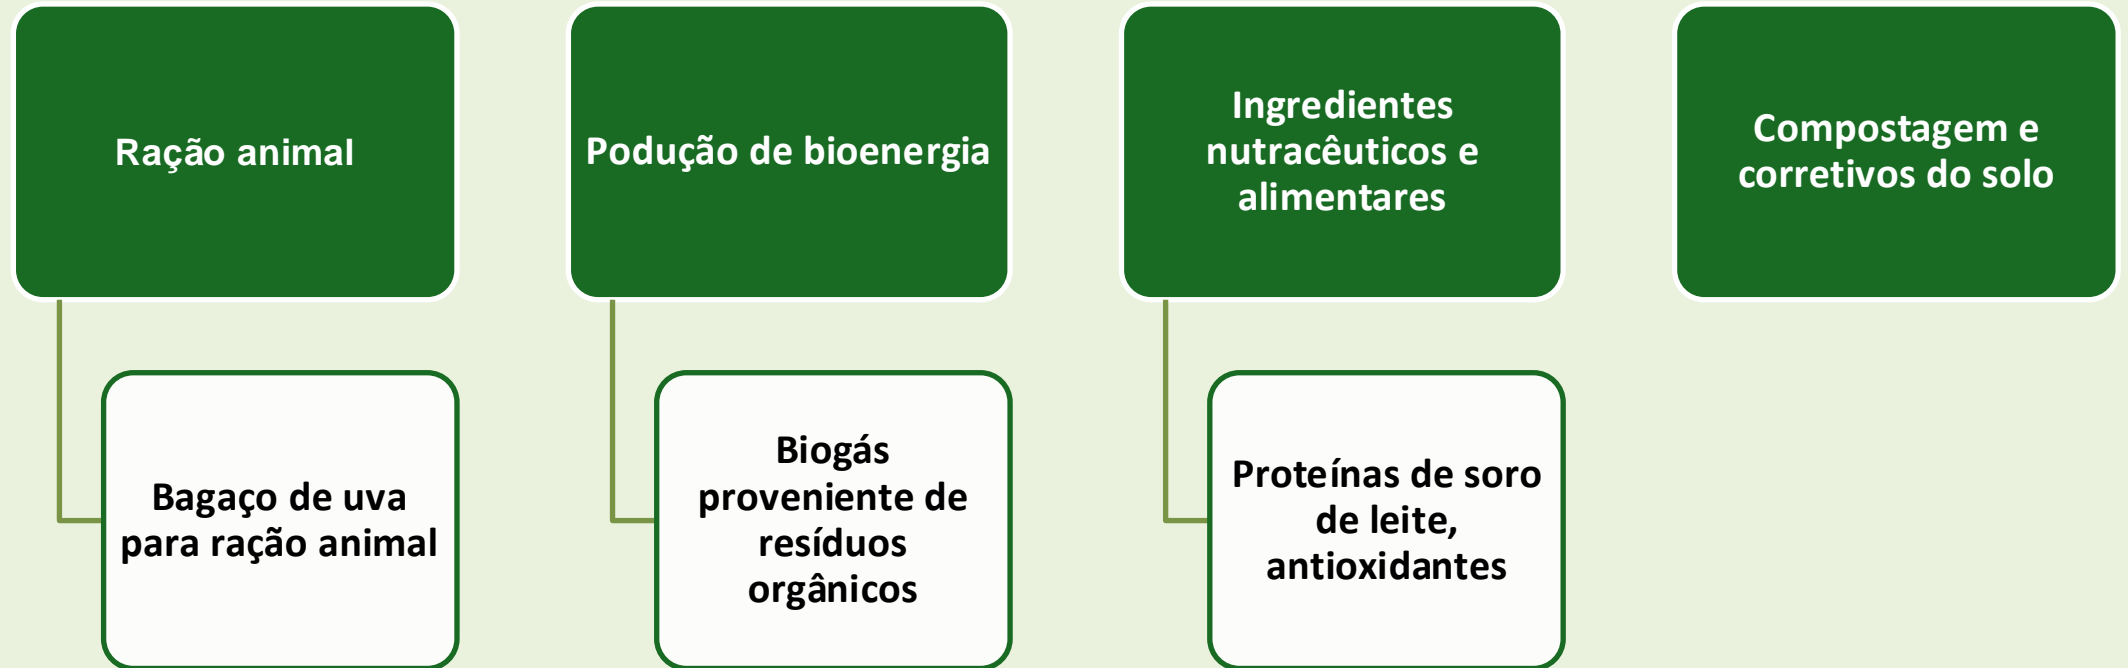 Ração animal
Podução de bioenergia
Ingredientes
nutracêuticos e
alimentares
Compostagem e
corretivos do solo
Bagaço de uva
para ração animal
Biogás
proveniente de
resíduos
orgânicos
Proteínas de soro
de leite,
antioxidantes